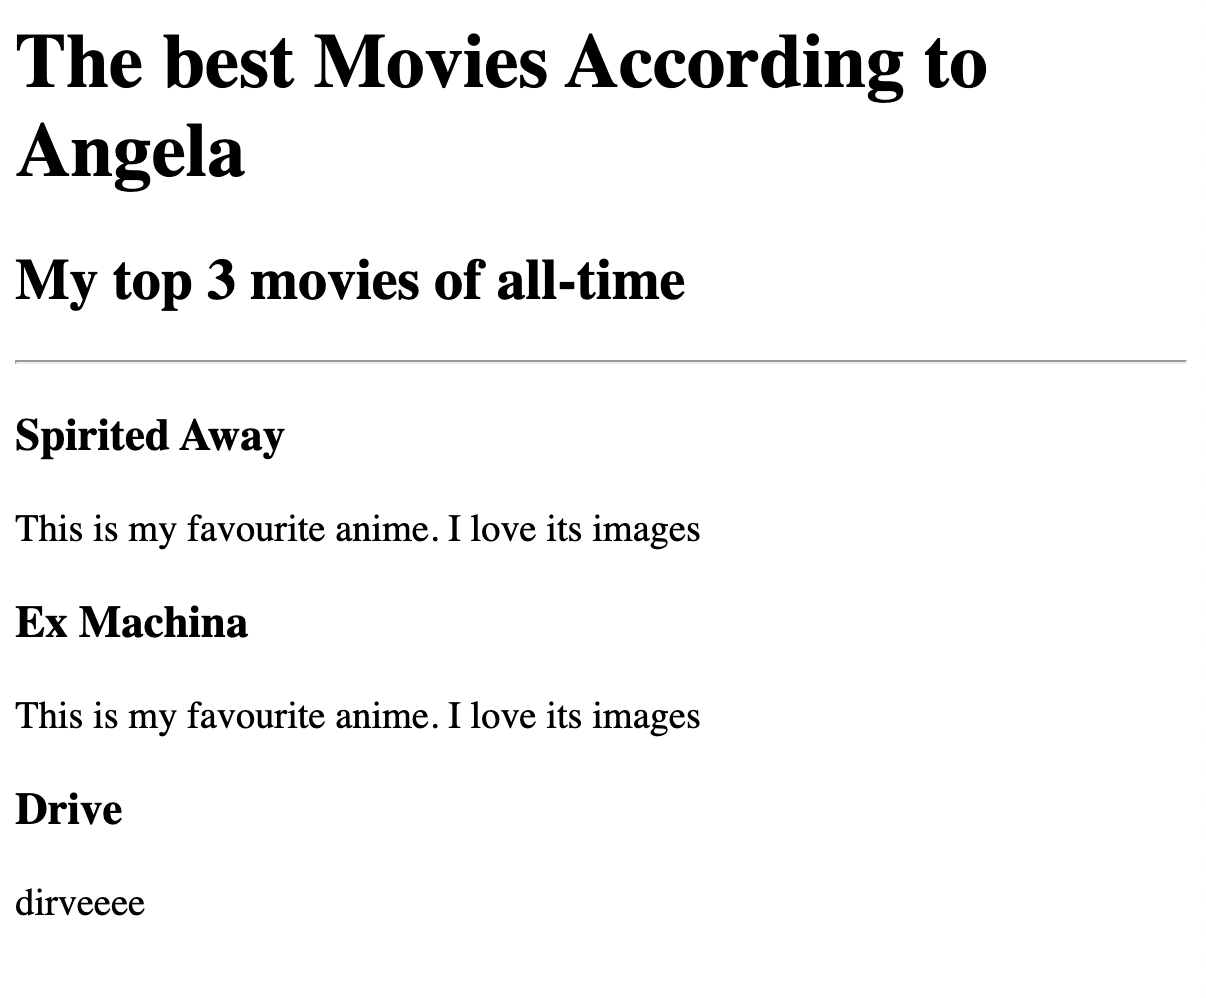 The best Movies According to
Angela
My top 3 movies of all-time
Spirited Away
This is my favourite anime. I love its images
Ex Machina
This is my favourite anime. I love its images
Drive
dirveeee